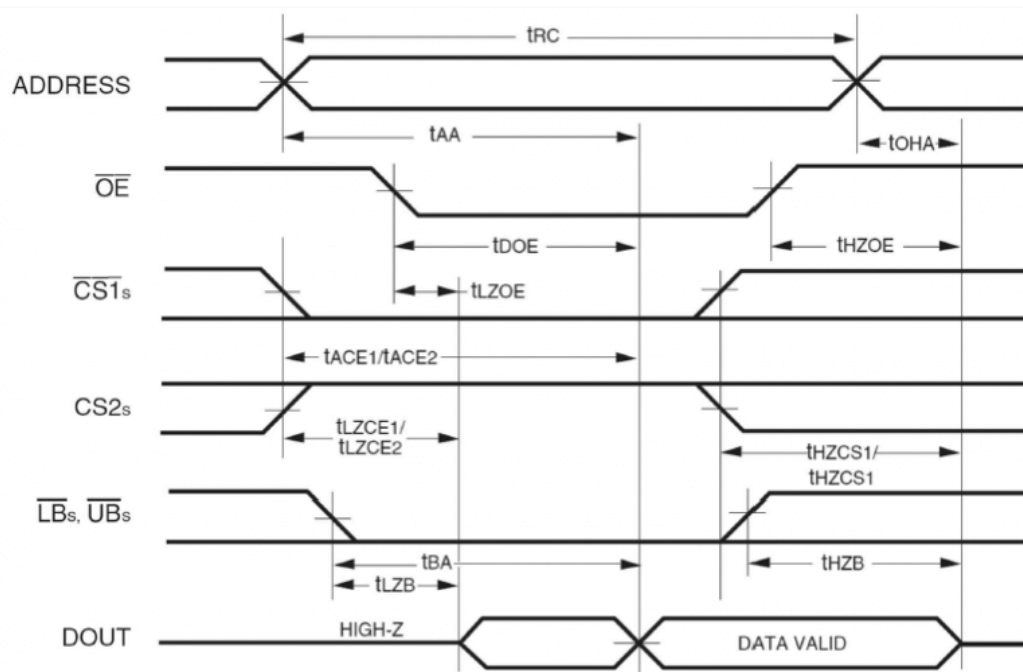 tRC
ADDRESS
tAA
tOHA
OE
tDOE
tHZOE
CS1s
tLZOE
tACE1/tACE2
CS2s
tLZCE1/
tLZCE2
tHZCS1/
tHZCS1
LBs, UBs
tBA
tHZB
tLZB
HIGH-Z
DOUT
DATA VALID